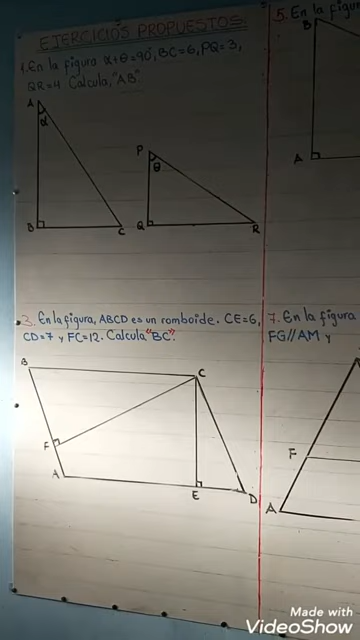 EJERCICIOS PROPUESTOS:
1. En la figura α+θ=90°, BC=6, PQ=3,
QR=4. Calcula "AB"
A
α
B
C
P
θ
Q
R
3. En la figura, ABCD es un romboide. CE=6,
CD=7 y FC=12. Calcula "BC".
B
C
F
A
E
D
5. En la figur
B
A
7. En la figura
FG//AM y
F
A
Made with
VideoShow